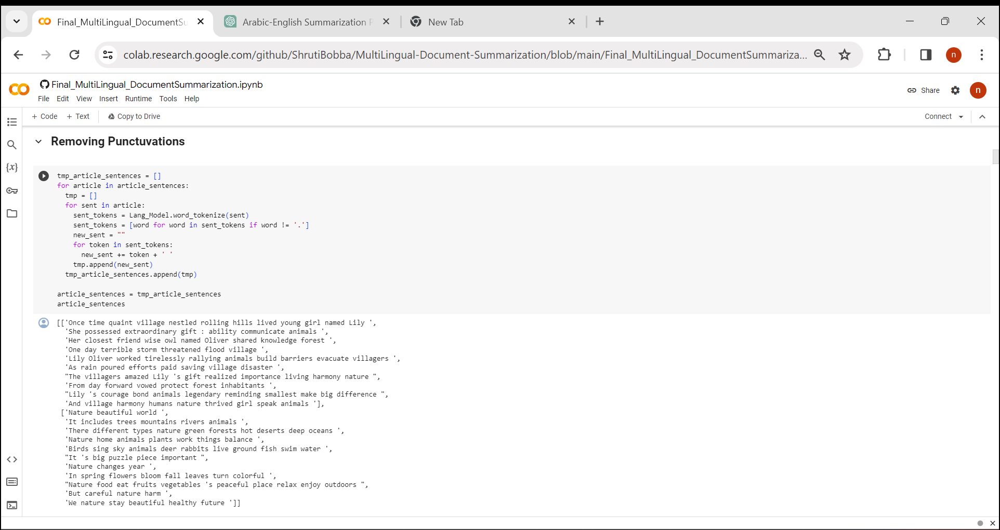 Final_MultiLingual_DocumentSu
Arabic-English Summarization
New Tab
colab.research.google.com/github/ShrutiBobba/MultiLingual-Document-Summarization/blob/main/Final_MultiLingual_DocumentSummariza...
n
CO
Final_MultiLingual_DocumentSummarization.ipynb
File Edit View Insert Runtime Tools Help
Share
n
+ Code + Text Copy to Drive
Connect
Removing Punctuvations
{x}
tmp_article_sentences = []
for article in article_sentences:
  tmp = []
  for sent in article:
    sent_tokens = Lang_Model.word_tokenize(sent)
    sent_tokens = [word for word in sent_tokens if word != '.']
    new_sent = ""
    for token in sent_tokens:
      new_sent += token + ' '
    tmp.append(new_sent)
  tmp_article_sentences.append(tmp)
article_sentences = tmp_article_sentences
article_sentences
[['Once time quaint village nestled rolling hills lived young girl named Lily ',
'She possessed extraordinary gift : ability communicate animals ',
'Her closest friend wise owl named Oliver shared knowledge forest ',
'One day terrible storm threatened flood village ',
'Lily Oliver worked tirelessly rallying animals build barriers evacuate villagers ',
'As rain poured efforts paid saving village disaster ',
"The villagers amazed Lily 's gift realized importance living harmony nature ",
'From day forward vowed protect forest inhabitants ',
"Lily 's courage bond animals legendary reminding smallest make big difference ",
'And village harmony humans nature thrived girl speak animals '],
['Nature beautiful world ',
'It includes trees mountains rivers animals ',
'There different types nature green forests hot deserts deep oceans ',
'Nature home animals plants work things balance ',
'Birds sing sky animals deer rabbits live ground fish swim water ',
"It 's big puzzle piece important ",
'Nature changes year ',
'In spring flowers bloom fall leaves turn colorful ',
"Nature food eat fruits vegetables 's peaceful place relax enjoy outdoors ",
'But careful nature harm ',
'We nature stay beautiful healthy future ']]